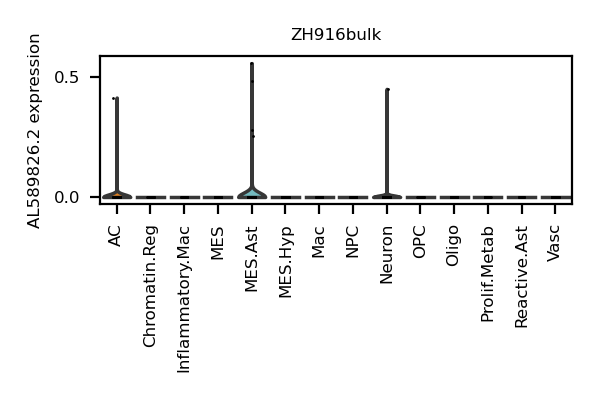 ZH916bulk
AL589826.2 expression
0.5
0.0
AC
Chromatin.Reg
Inflammatory.Mac
MES
MES.Ast
MES.Hyp
Mac
NPC
Neuron
OPC
Oligo
Prolif.Metab
Reactive.Ast
Vasc